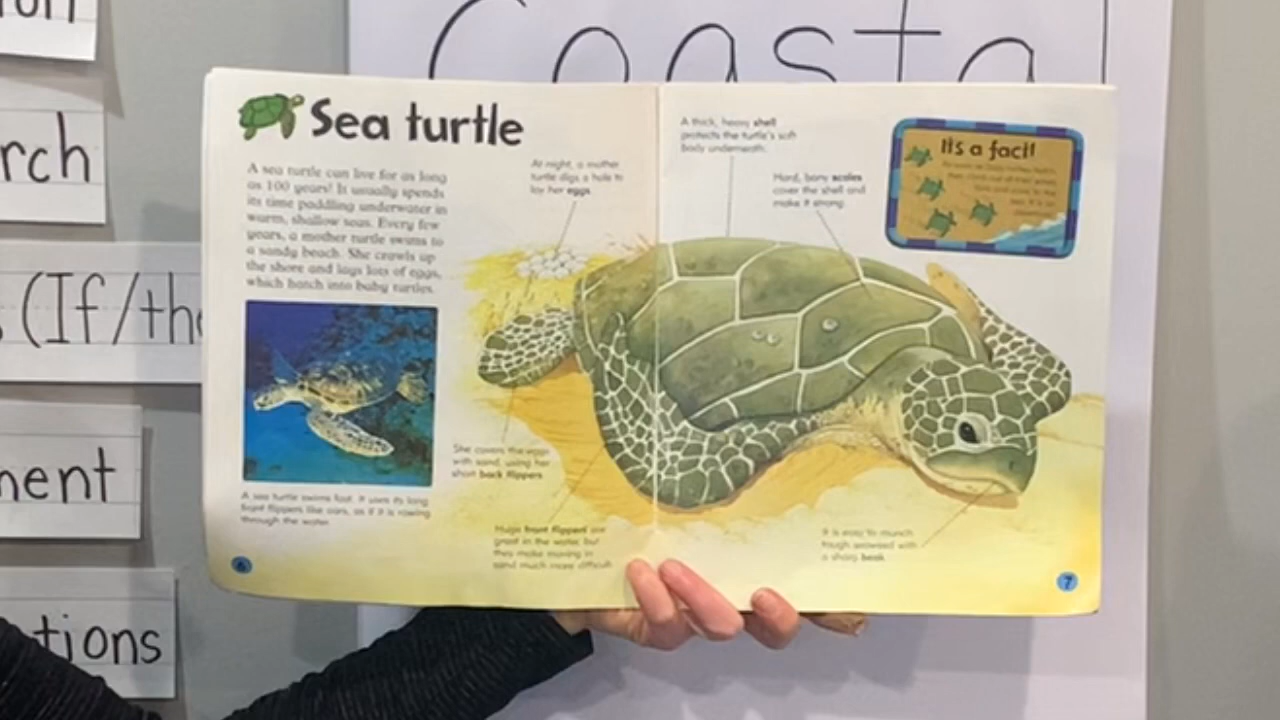 Coastal
rch
(If/the
ment
tions
Sea turtle
A sea turtle can live for as long
as 100 years! It usually spends
its time paddling underwater in
warm, shallow seas. Every few
years, a mother turtle swims to
a sandy beach. She crawls up
the shore and lays lots of eggs,
which hatch into baby turtles.
A sea turtle swims fast. It uses its long
front flippers like oars, as if it is rowing
through the water.
6
At night, a mother
turtle digs a hole to
lay her eggs.
She covers the eggs
with sand, using her
short back flippers.
Huge front flippers are
great in the water, but
they make moving in
sand much more difficult.
A thick, heavy shell
protects the turtle's soft
body underneath.
Hard, bony scales
cover the shell and
make it strong.
It's a fact!
It is easy to munch
tough seaweed with
a sharp beak.
7